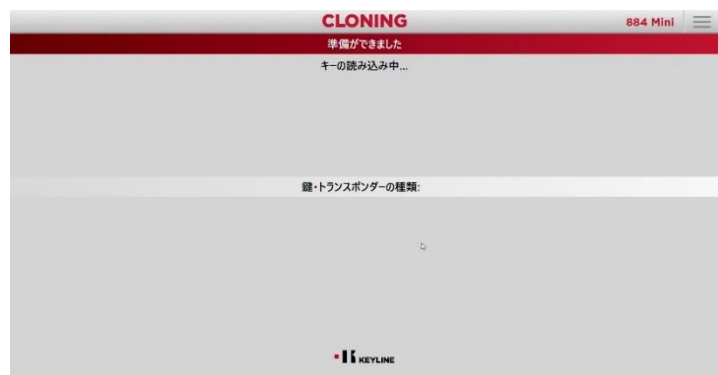 CLONING
884 Mini
準備ができました
キーの読み込み中...
鍵・トランスポンダーの種類:
KEYLINE